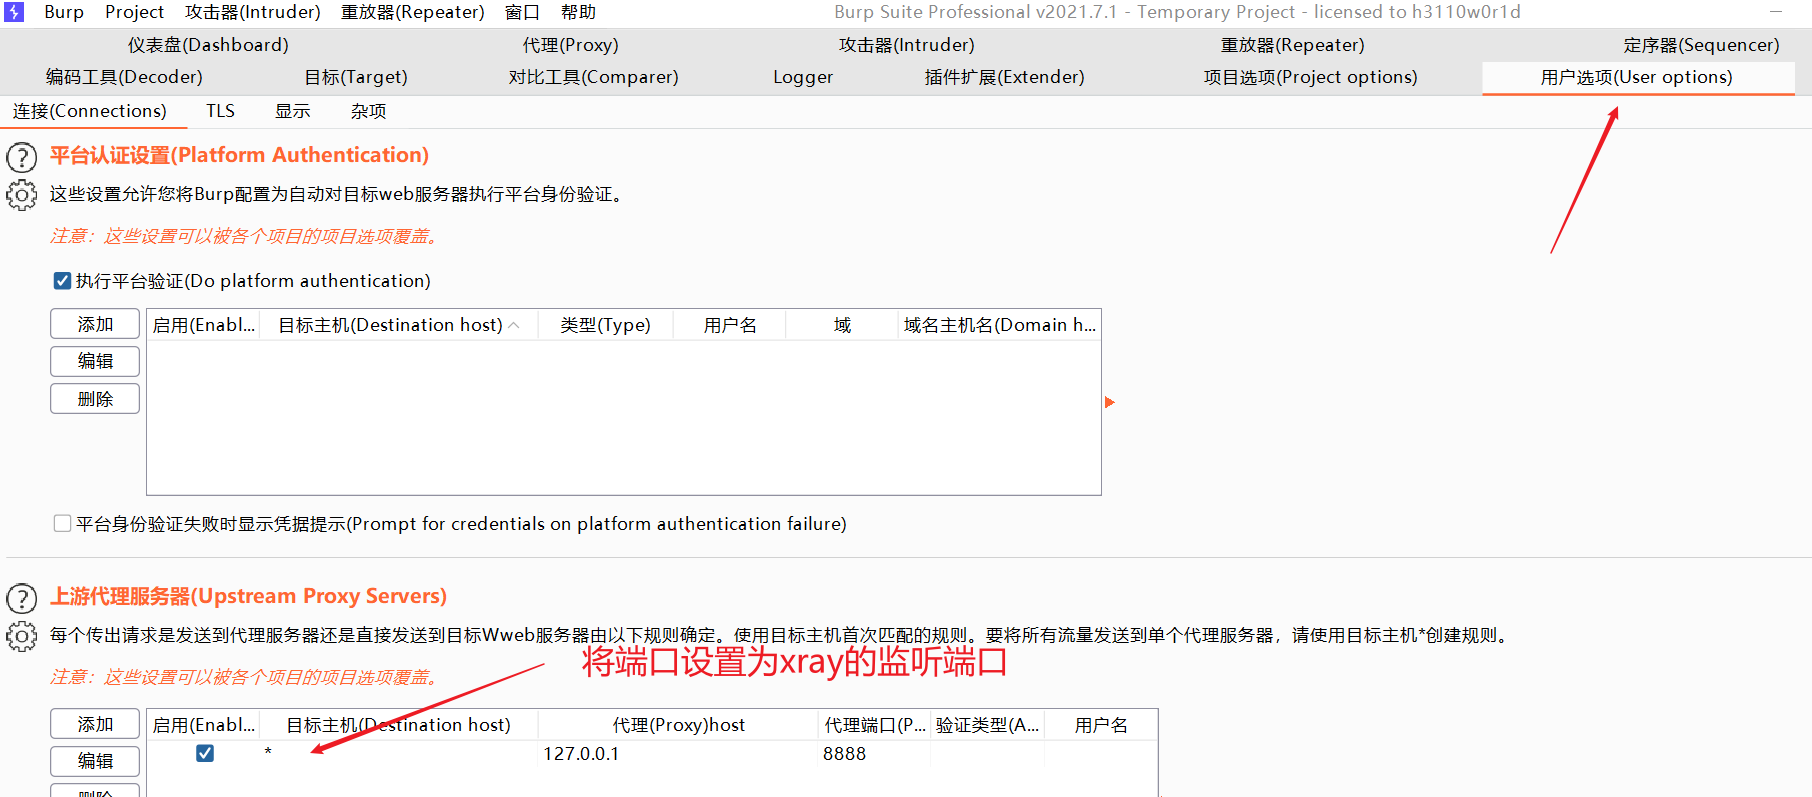 Burp Project 攻击器(Intruder) 重放器(Repeater) 窗口 帮助 Burp Suite Professional v2021.7.1 - Temporary Project - licensed to h3110w0r1d
仪表盘(Dashboard) 代理(Proxy) 攻击器(Intruder) 重放器(Repeater) 定序器(Sequencer)
编码工具(Decoder) 目标(Target) 对比工具(Comparer) Logger 插件扩展(Extender) 项目选项(Project options) 用户选项(User options)
连接(Connections) TLS 显示 杂项
平台认证设置(Platform Authentication)
这些设置允许您将Burp配置为自动对目标web服务器执行平台身份验证。
注意：这些设置可以被各个项目的项目选项覆盖。
执行平台验证(Do platform authentication)
添加 启用(Enabl... 目标主机(Destination host) 类型(Type) 用户名 域 域名主机名(Domain h...
编辑
删除
平台身份验证失败时显示凭据提示(Prompt for credentials on platform authentication failure)
上游代理服务器(Upstream Proxy Servers)
每个传出请求是发送到代理服务器还是直接发送到目标Wweb服务器由以下规则确定。使用目标主机首次匹配的规则。要将所有流量发送到单个代理服务器，请使用目标主机*创建规则。
将端口设置为xray的监听端口
注意：这些设置可以被各个项目的项目选项覆盖。
添加 启用(Enabl... 目标主机(Destination host) 代理(Proxy)host 代理端口(P... 验证类型(A... 用户名
* 127.0.0.1 8888
编辑
删除